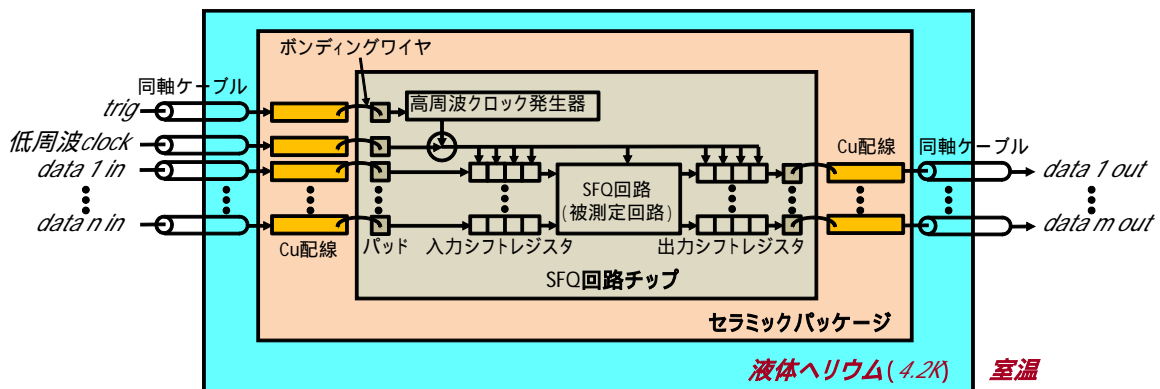 ボンディングワイヤ
同軸ケーブル
trig
高周波クロック発生器
低周波clock
Cu配線
同軸ケーブル
data 1 in
data 1 out
SFQ回路
(被測定回路)
data n in
data m out
Cu配線
パッド
入力シフトレジスタ
出力シフトレジスタ
SFQ回路チップ
セラミックパッケージ
液体ヘリウム(4.2K)
室温